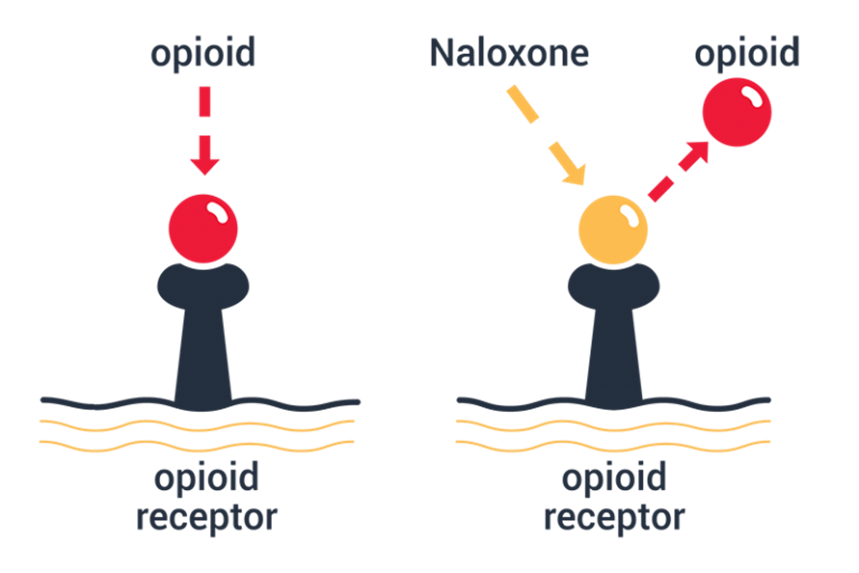 opioid
opioid
receptor
Naloxone
opioid
opioid
receptor